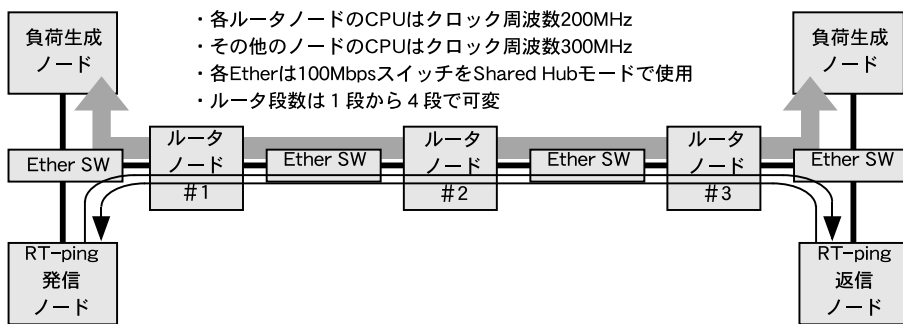 ・各ルータノードのCPUはクロック周波数200MHz
・その他のノードのCPUはクロック周波数300MHz
・各Etherは100MbpsスイッチをShared Hubモードで使用
・ルータ段数は１段から４段で可変
負荷生成
ノード
負荷生成
ノード
Ether SW
ルータ
ノード
#1
Ether SW
ルータ
ノード
#2
Ether SW
ルータ
ノード
#3
Ether SW
RT-ping
発信
ノード
RT-ping
返信
ノード